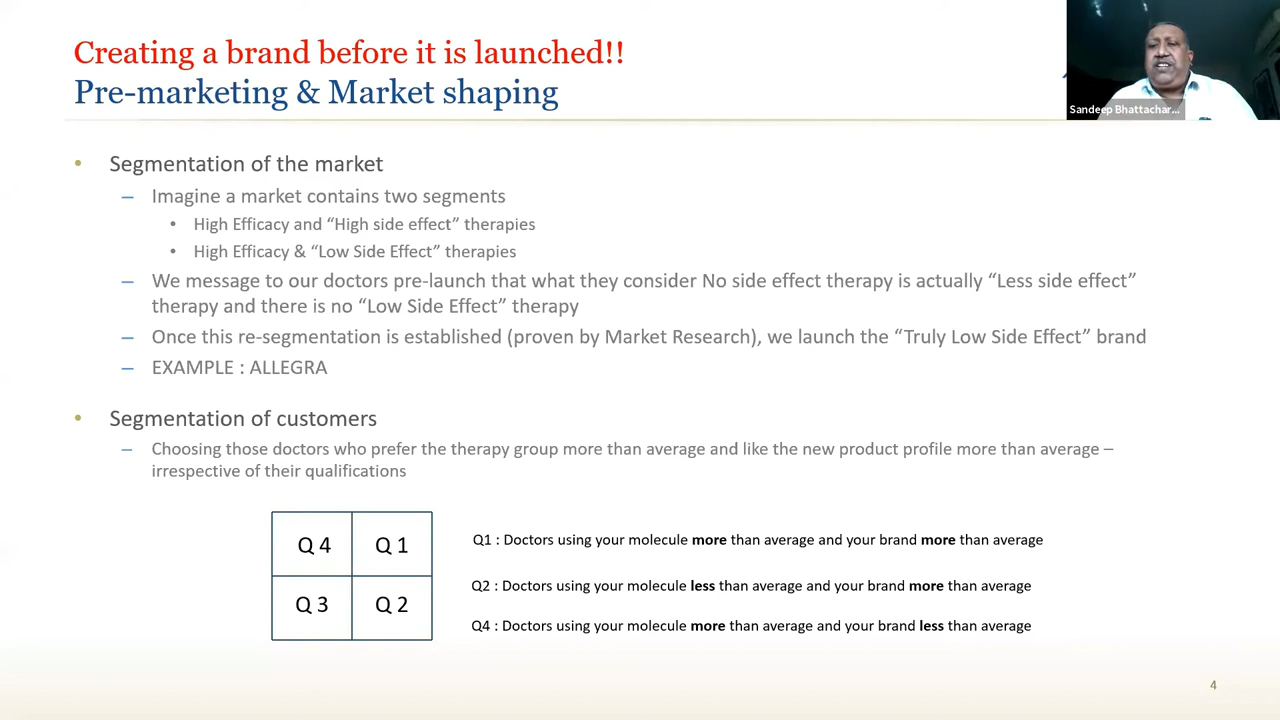 Creating a brand before it is launched!!
Pre-marketing & Market shaping
Sandeep Bhattachar...
• Segmentation of the market
– Imagine a market contains two segments
• High Efficacy and “High side effect” therapies
• High Efficacy & “Low Side Effect” therapies
– We message to our doctors pre-launch that what they consider No side effect therapy is actually “Less side effect”
therapy and there is no “Low Side Effect” therapy
– Once this re-segmentation is established (proven by Market Research), we launch the “Truly Low Side Effect” brand
– EXAMPLE : ALLEGRA
• Segmentation of customers
– Choosing those doctors who prefer the therapy group more than average and like the new product profile more than average –
irrespective of their qualifications
Q 4 Q 1
Q 3 Q 2
Q1 : Doctors using your molecule more than average and your brand more than average
Q2 : Doctors using your molecule less than average and your brand more than average
Q4 : Doctors using your molecule more than average and your brand less than average
4